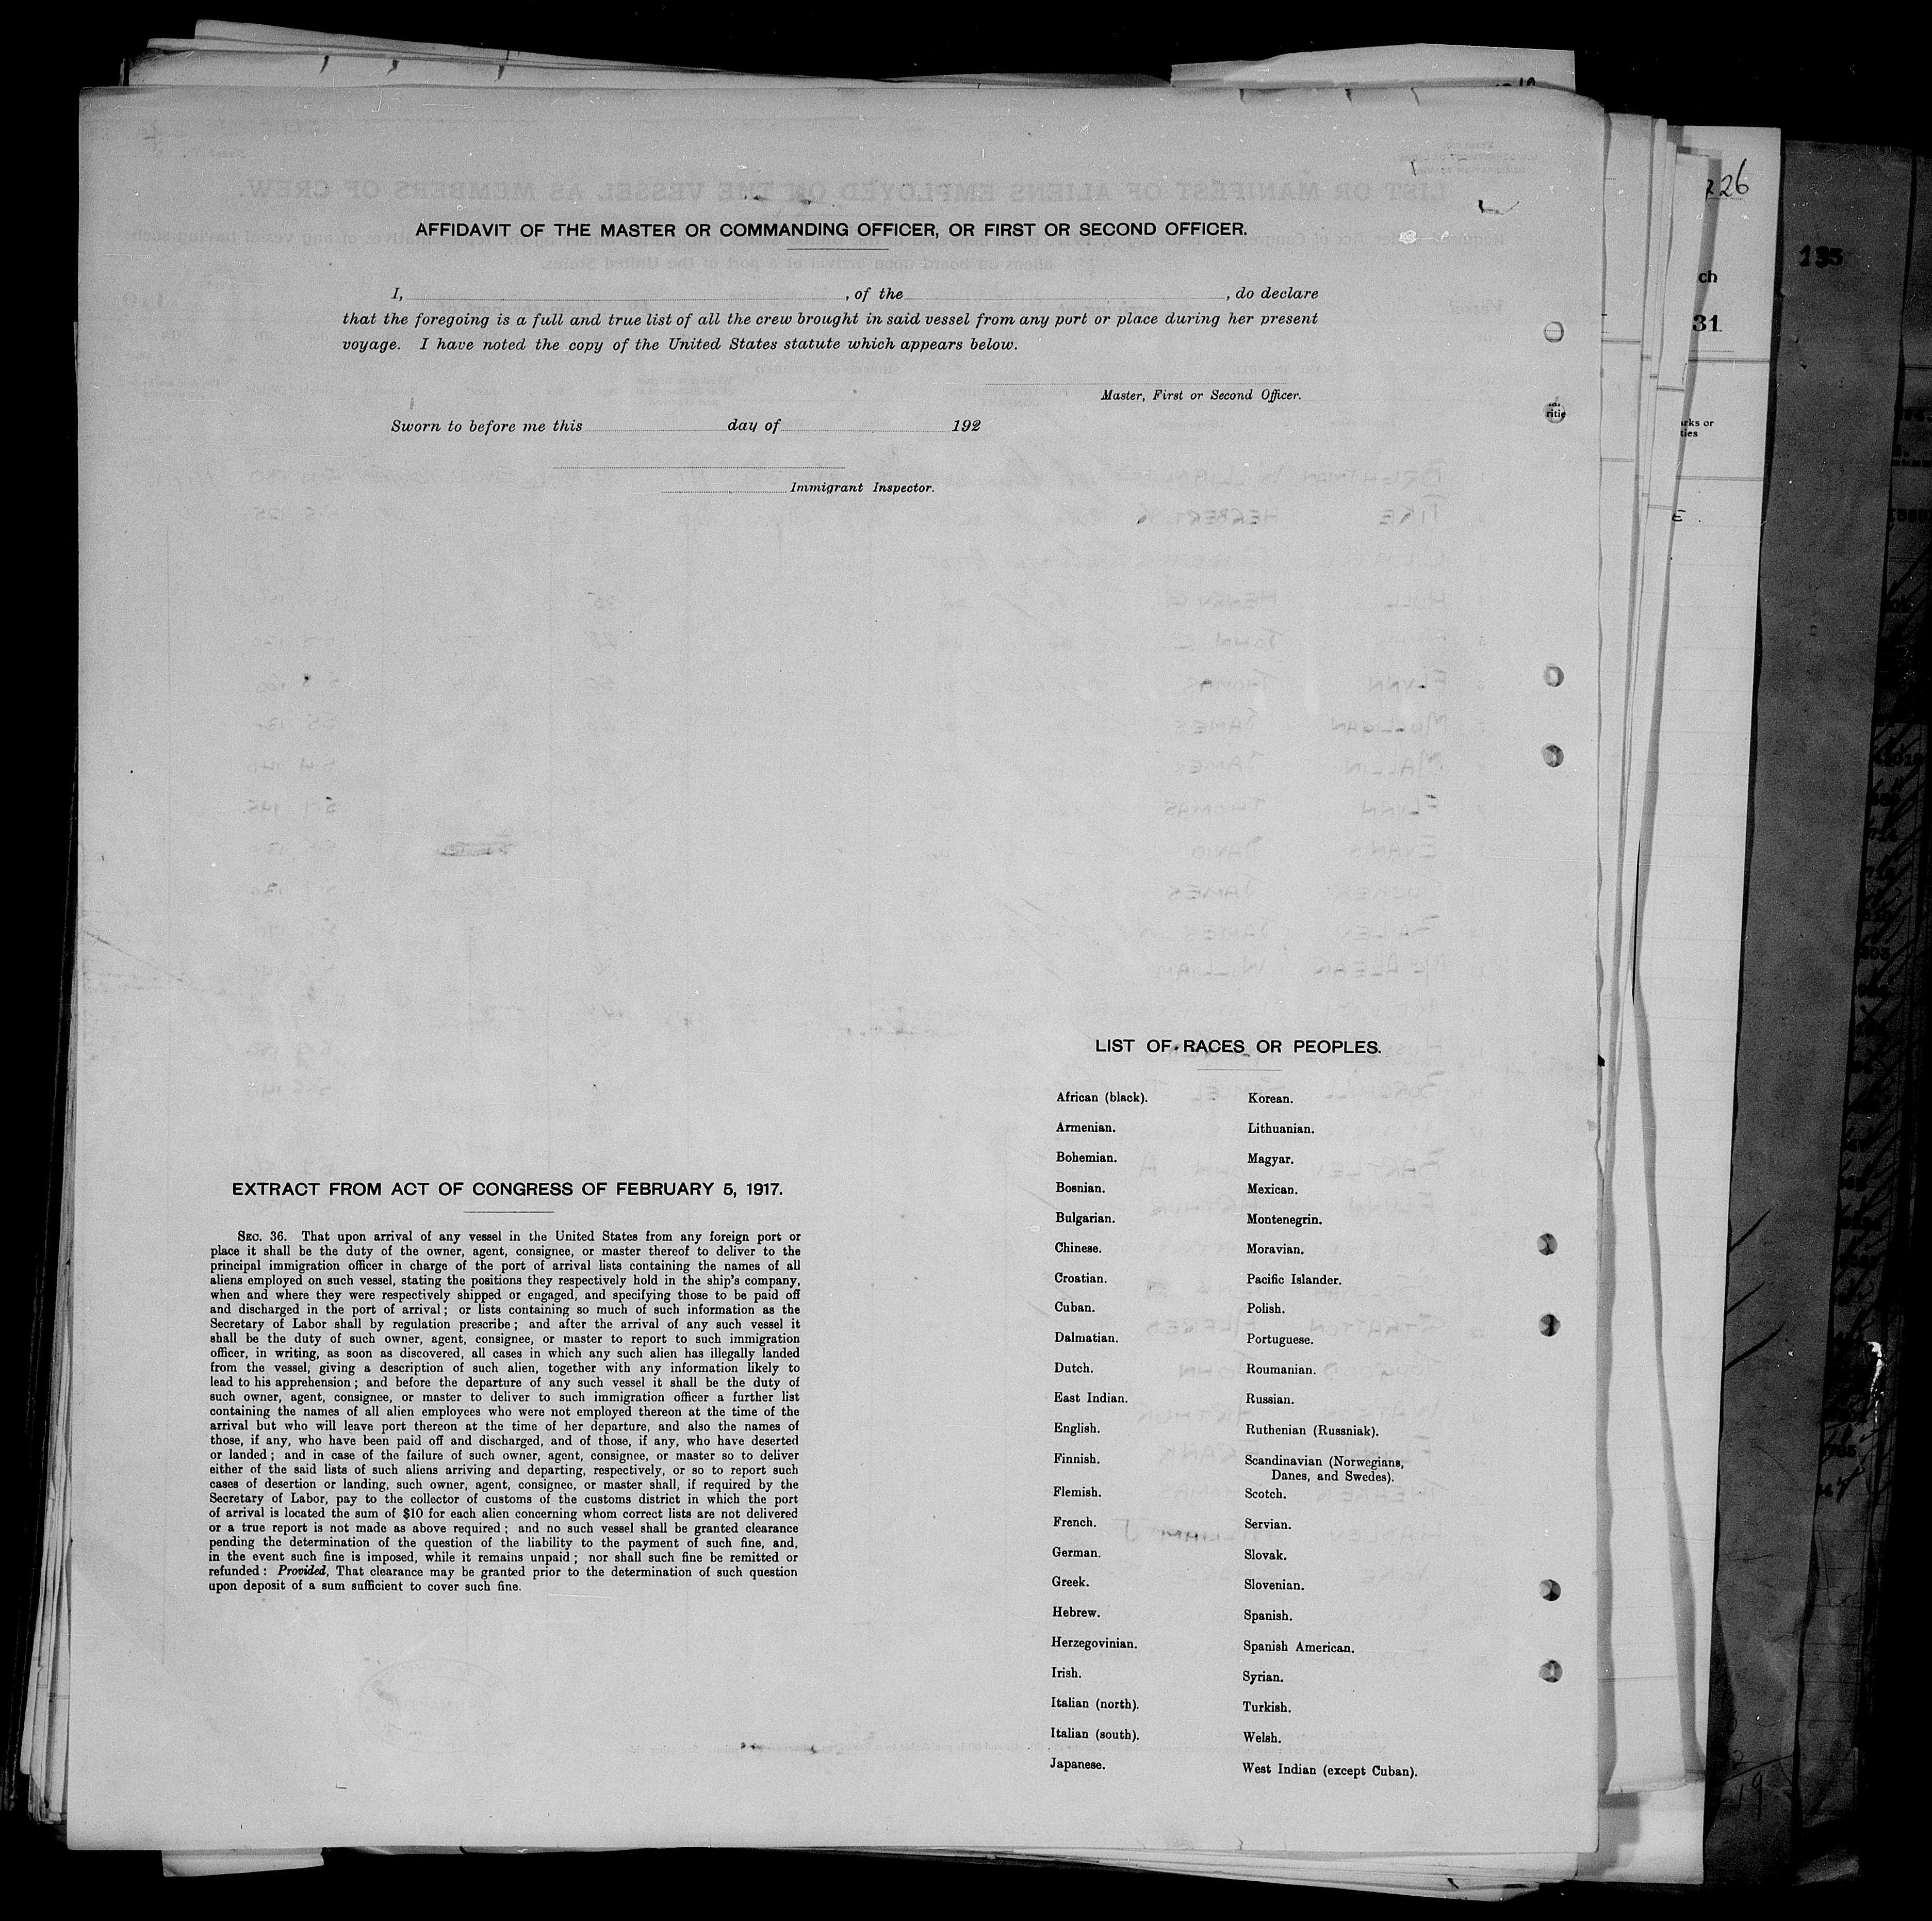 AFFIDAVIT OF THE MASTER OR COMMANDING OFFICER, OR FIRST OR SECOND OFFICER.
I, , of the , do declare
that the foregoing is a full and true list of all the crew brought in said vessel from any port or place during her present
voyage. I have noted the copy of the United States statute which appears below.
Master, First or Second Officer.
Sworn to before me this day of 192
Immigrant Inspector.
EXTRACT FROM ACT OF CONGRESS OF FEBRUARY 5, 1917.
SEC. 36. That upon arrival of any vessel in the United States from any foreign port or
place it shall be the duty of the owner, agent, consignee, or master thereof to deliver to the
principal immigration officer in charge of the port of arrival lists containing the names of all
aliens employed on such vessel, stating the positions they respectively hold in the ship's company,
when and where they were respectively shipped or engaged, and specifying those to be paid off
and discharged in the port of arrival; or lists containing so much of such information as the
Secretary of Labor shall by regulation prescribe; and after the arrival of any such vessel it
shall be the duty of such owner, agent, consignee, or master to report to such immigration
officer, in writing, as soon as discovered, all cases in which any such alien has illegally landed
from the vessel, giving a description of such alien, together with any information likely to
lead to his apprehension; and before the departure of any such vessel it shall be the duty of
such owner, agent, consignee, or master to deliver to such immigration officer a further list
containing the names of all alien employees who were not employed thereon at the time of the
arrival but who will leave port thereon at the time of her departure, and also the names of
those, if any, who have been paid off and discharged, and of those, if any, who have deserted
or landed; and in case of the failure of such owner, agent, consignee, or master so to deliver
either of the said lists of such aliens arriving and departing, respectively, or so to report such
cases of desertion or landing, such owner, agent, consignee, or master shall, if required by the
Secretary of Labor, pay to the collector of customs of the customs district in which the port
of arrival is located the sum of $10 for each alien concerning whom correct lists are not delivered
or a true report is not made as above required; and no such vessel shall be granted clearance
pending the determination of the question of the liability to the payment of such fine, and,
in the event such fine is imposed, while it remains unpaid; nor shall such fine be remitted or
refunded: Provided, That clearance may be granted prior to the determination of such question
upon deposit of a sum sufficient to cover such fine.
LIST OF RACES OR PEOPLES.
African (black).
Armenian.
Bohemian.
Bosnian.
Bulgarian.
Chinese.
Croatian.
Cuban.
Dalmatian.
Dutch.
East Indian.
English.
Finnish.
Flemish.
French.
German.
Greek.
Hebrew.
Herzegovinian.
Irish.
Italian (north).
Italian (south).
Japanese.
Korean.
Lithuanian.
Magyar.
Mexican.
Montenegrin.
Moravian.
Pacific Islander.
Polish.
Portuguese.
Roumanian.
Russian.
Ruthenian (Russniak).
Scandinavian (Norwegians,
Danes, and Swedes).
Scotch.
Servian.
Slovak.
Slovenian.
Spanish.
Spanish American.
Syrian.
Turkish.
Welsh.
West Indian (except Cuban).
26
ch
31
135